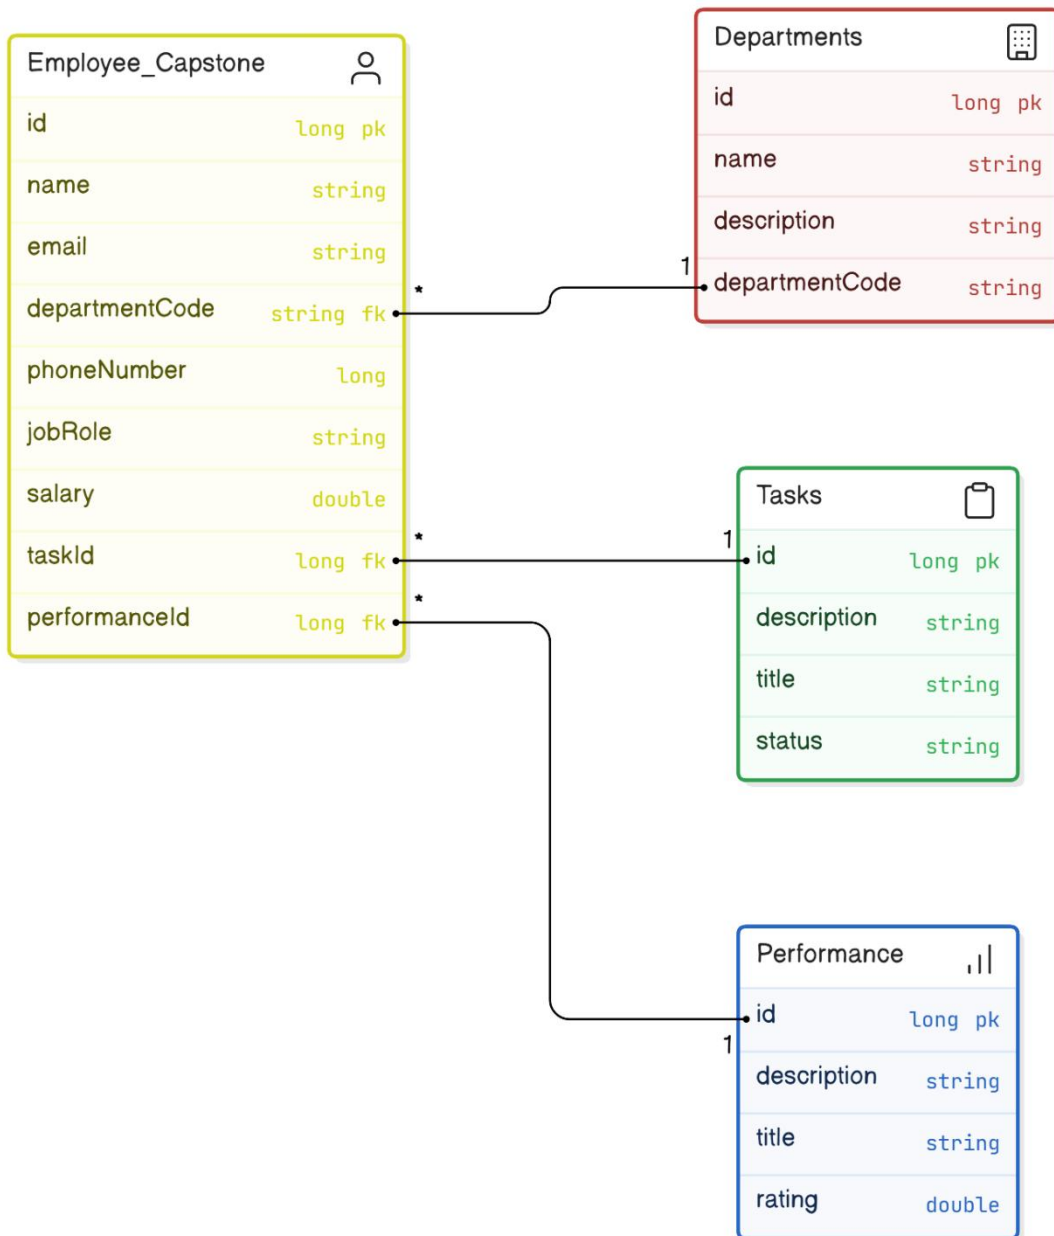 Employee_Capstone
id long pk
name string
email string
departmentCode string fk
phoneNumber long
jobRole string
salary double
taskId long fk
performanceId long fk
*
*
*
Departments
id long pk
name string
description string
departmentCode string
1
Tasks
id long pk
description string
title string
status string
1
Performance
id long pk
description string
title string
rating double
1